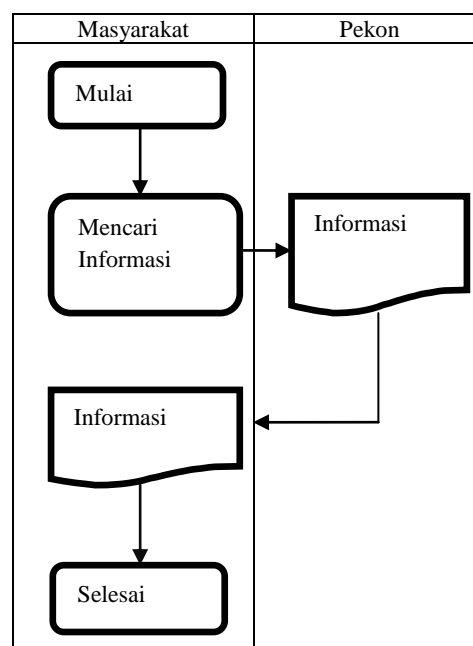 Masyarakat
Pekon
Mulai
Mencari
Informasi
Informasi
Informasi
Selesai